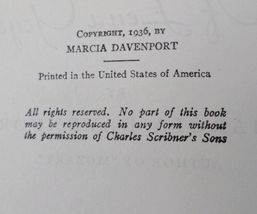 COPYRIGHT, 1936, BY
MARCIA DAVENPORT
Printed in the United States of America
All rights reserved. No part of this book
may be reproduced in any form without
the permission of Charles Scribner's Sons